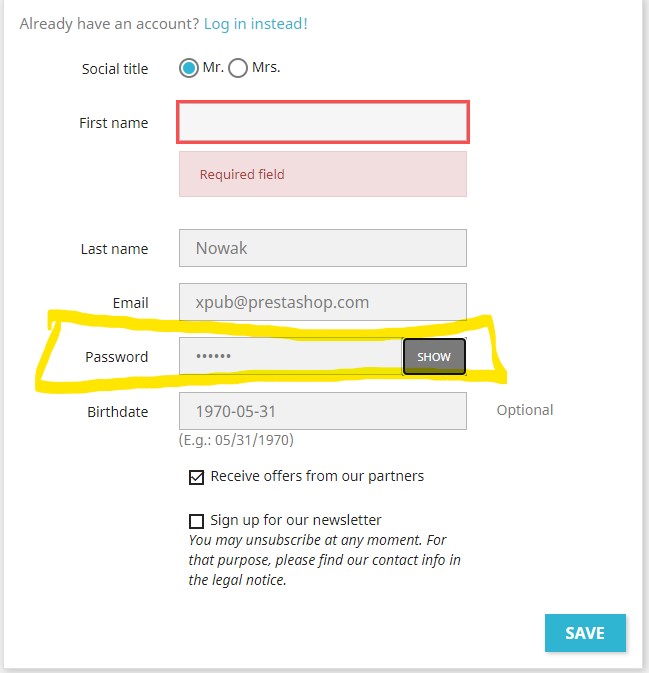 Already have an account? Log in instead!
Social title Mr. Mrs.
First name
Required field
Last name Nowak
Email xpub@prestashop.com
Password •••••• SHOW
Birthdate 1970-05-31 Optional
(E.g.: 05/31/1970)
Receive offers from our partners
Sign up for our newsletter
You may unsubscribe at any moment. For
that purpose, please find our contact info in
the legal notice.
SAVE